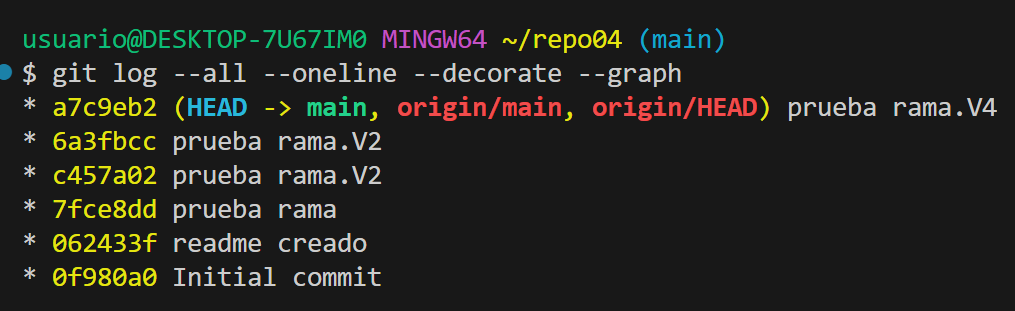 usuario@DESKTOP-7U67IM0 MINGW64 ~/repo04 (main)
$ git log --all --oneline --decorate --graph
* a7c9eb2 (HEAD -> main, origin/main, origin/HEAD) prueba rama.V4
* 6a3fbcc prueba rama.V2
* c457a02 prueba rama.V2
* 7fce8dd prueba rama
* 062433f readme creado
* 0f980a0 Initial commit